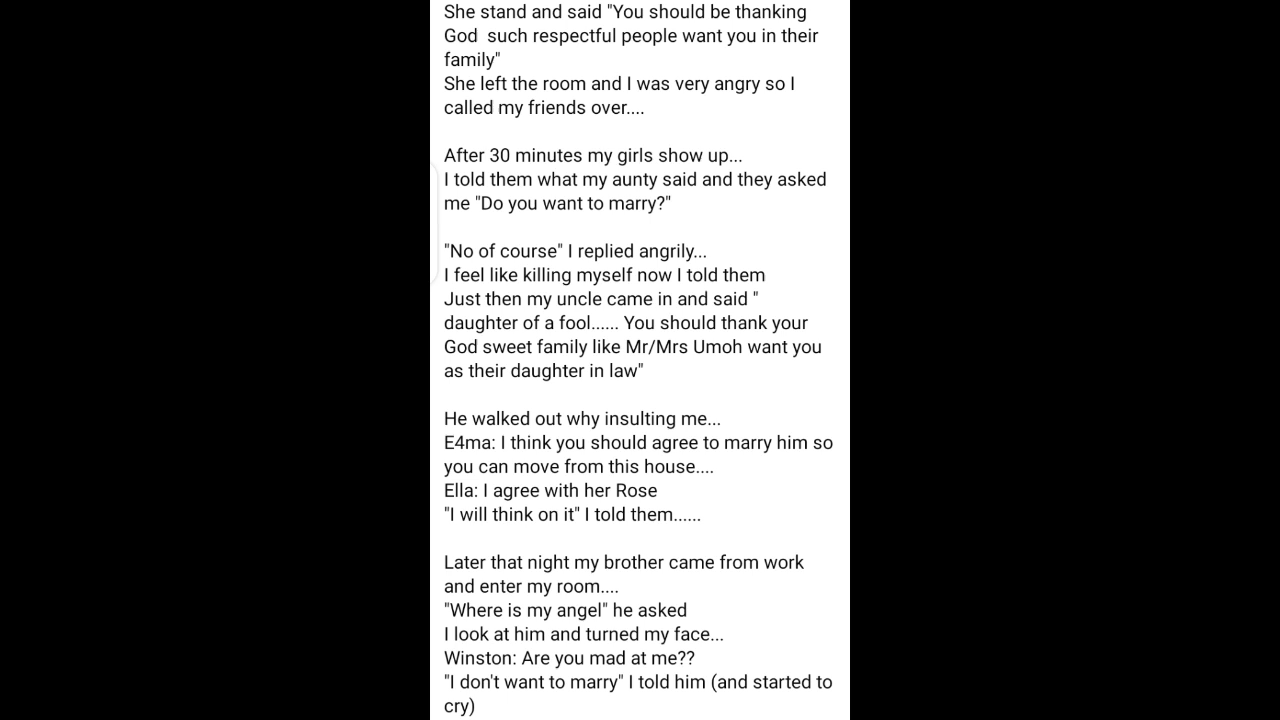 She stand and said "You should be thanking
God  such respectful people want you in their
family"
She left the room and I was very angry so I
called my friends over....
After 30 minutes my girls show up...
I told them what my aunty said and they asked
me "Do you want to marry?"
"No of course" I replied angrily...
I feel like killing myself now I told them
Just then my uncle came in and said "
daughter of a fool...... You should thank your
God sweet family like Mr/Mrs Umoh want you
as their daughter in law"
He walked out why insulting me...
E4ma: I think you should agree to marry him so
you can move from this house....
Ella: I agree with her Rose
"I will think on it" I told them......
Later that night my brother came from work
and enter my room....
"Where is my angel" he asked
I look at him and turned my face...
Winston: Are you mad at me??
"I don't want to marry" I told him (and started to
cry)